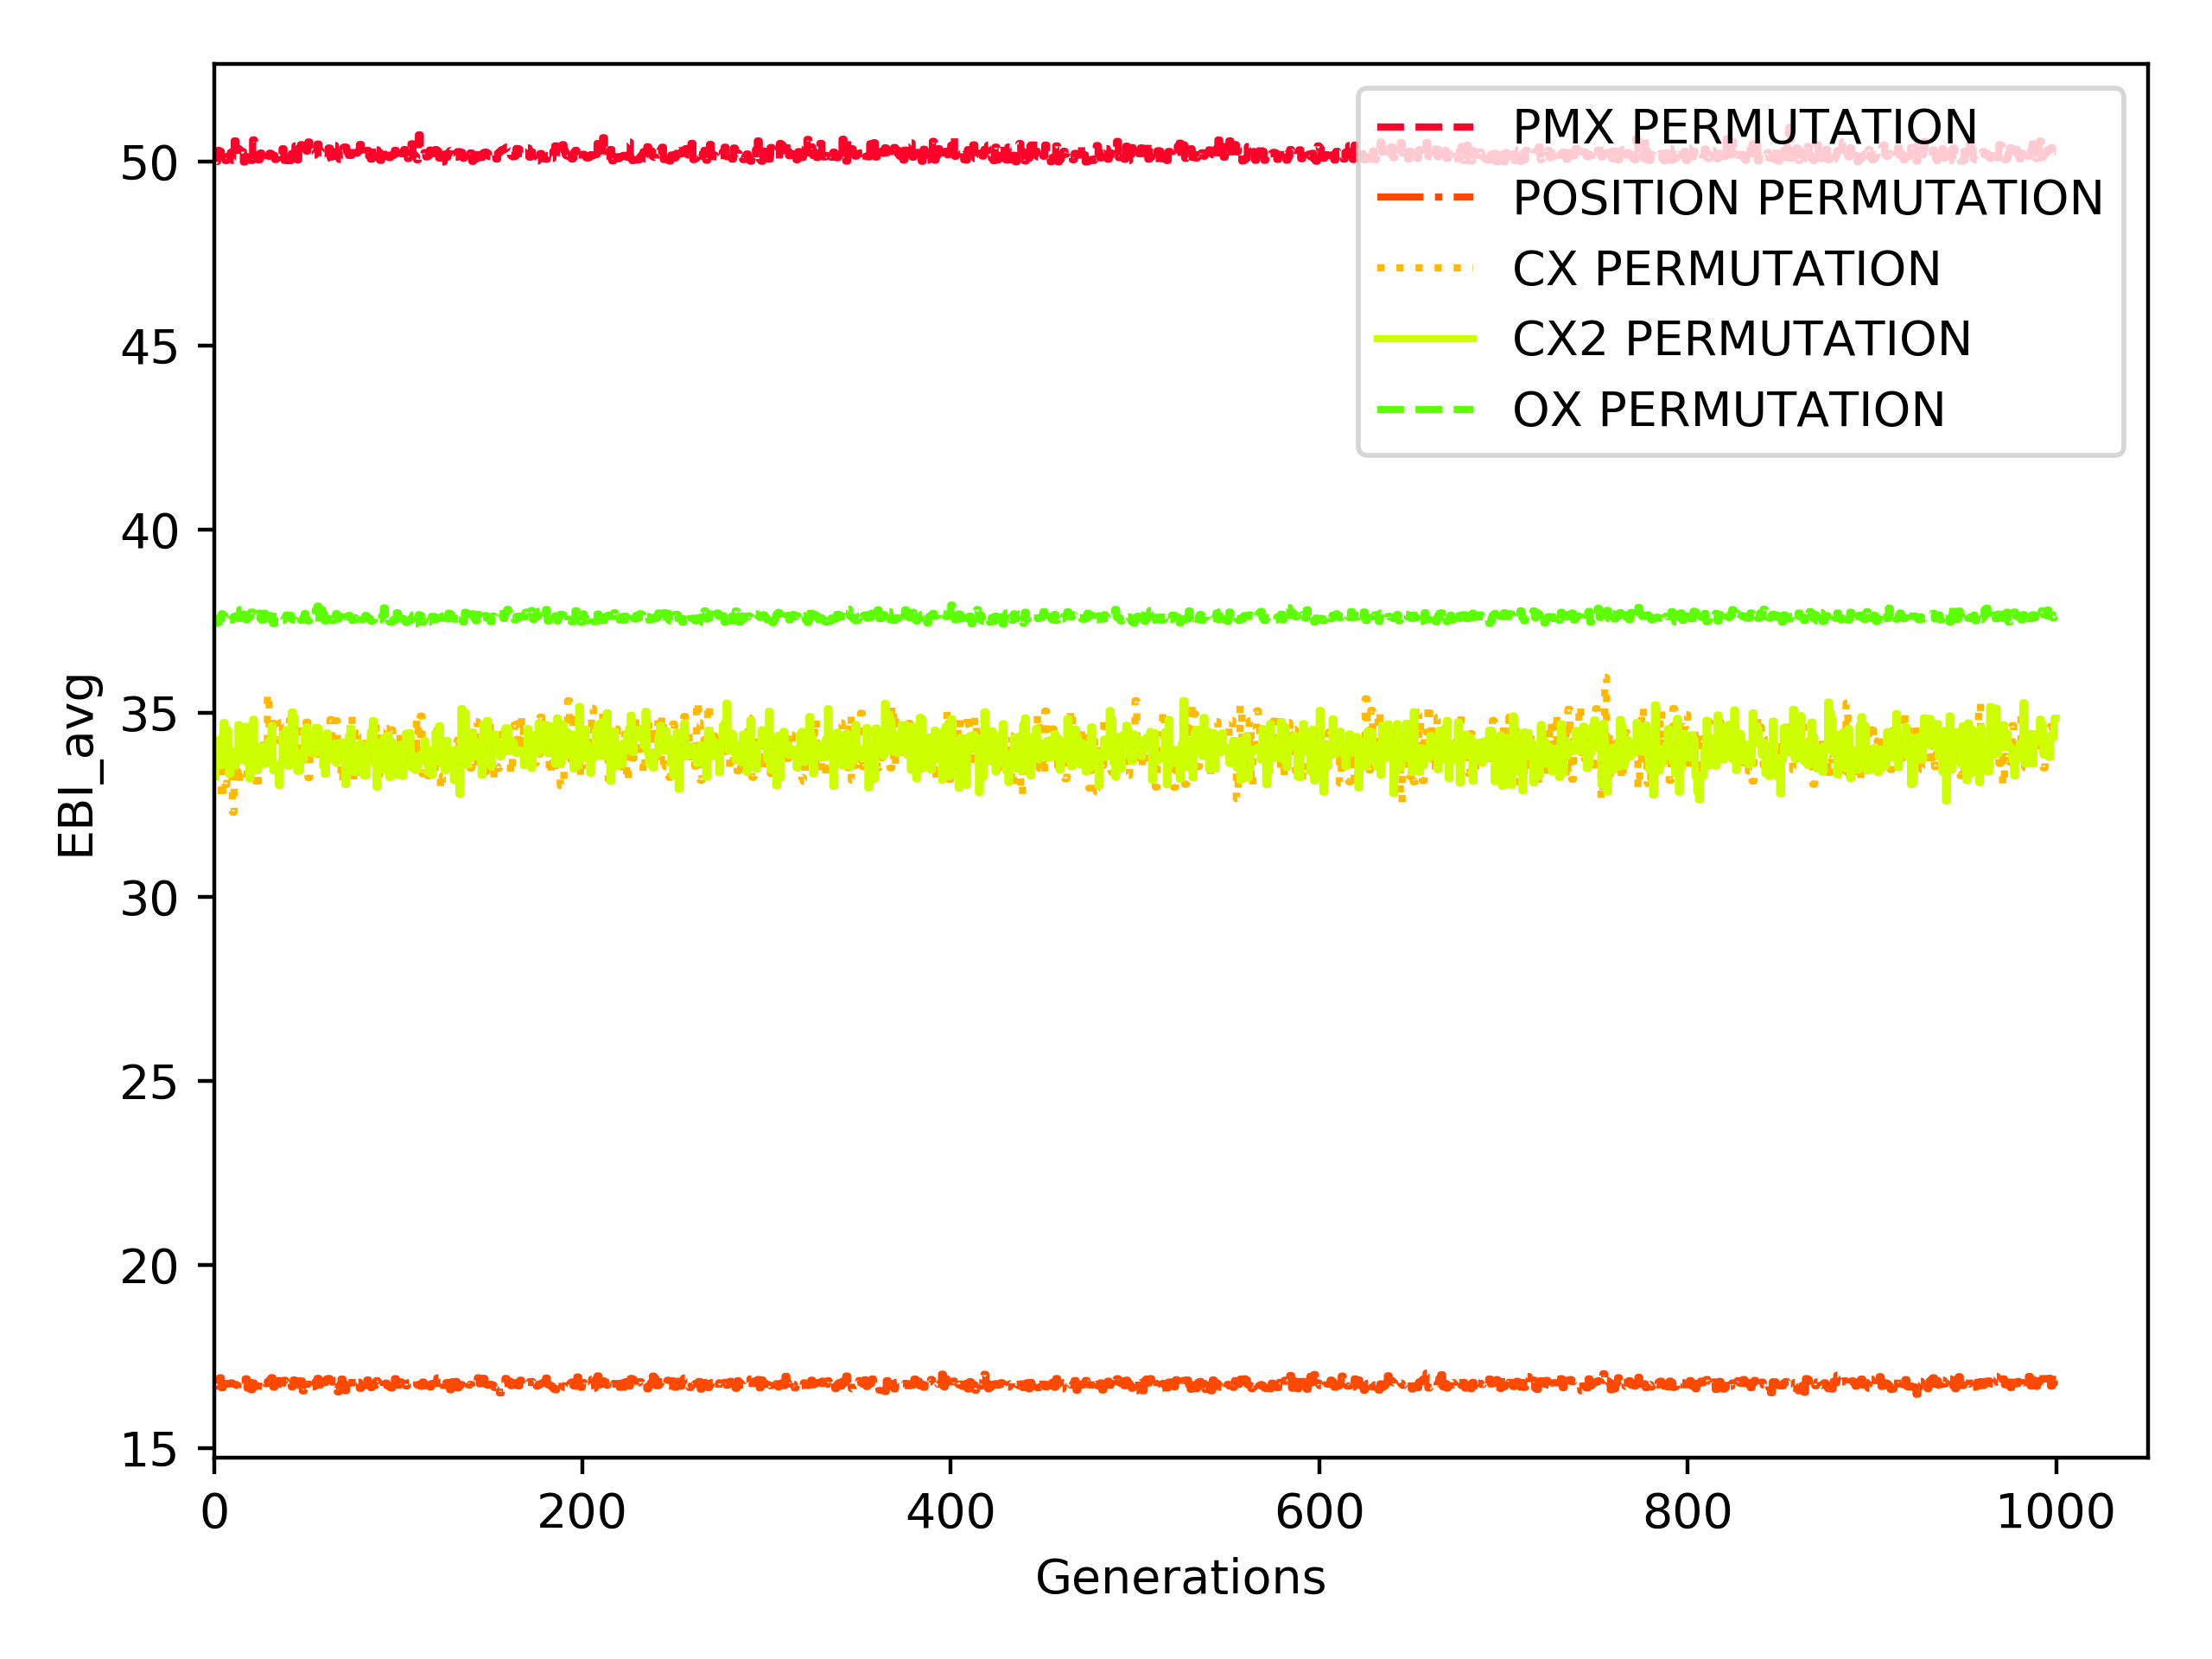 PMX PERMUTATION
POSITION PERMUTATION
CX PERMUTATION
CX2 PERMUTATION
OX PERMUTATION
50
45
40
35
30
25
20
15
EBI_avg
0 200 400 600 800 1000
Generations